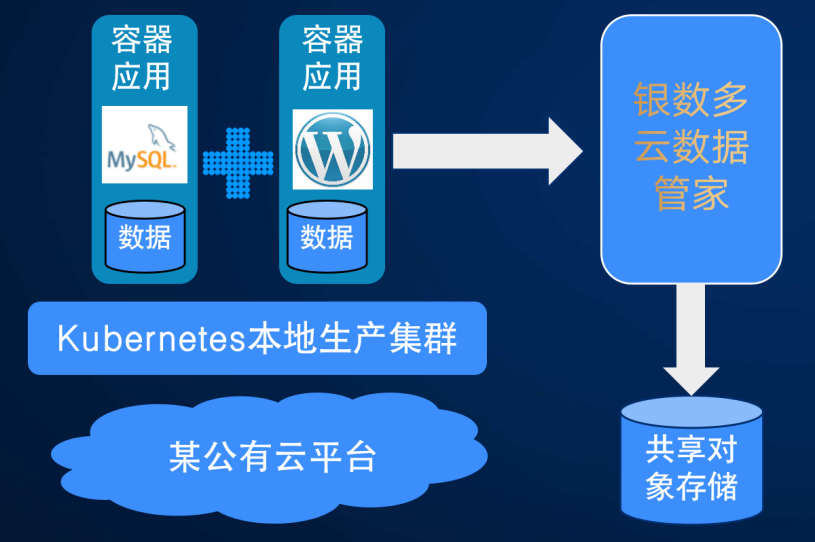 容器
应用
MySQL
数据
容器
应用
W
数据
银数多
云数据
管家
Kubernetes本地生产集群
某公有云平台
共享对
象存储